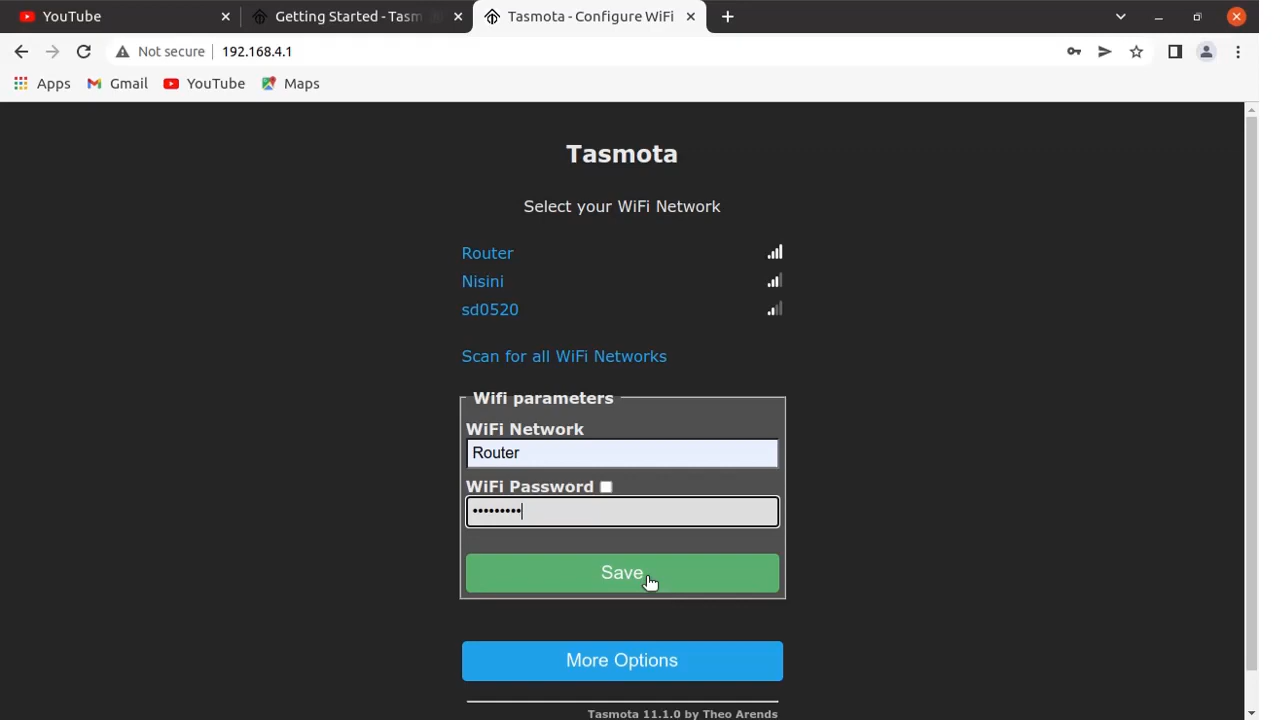 YouTube
Getting Started - Tasm
Tasmota - Configure WiFi
Not secure
192.168.4.1
Apps
Gmail
YouTube
Maps
Tasmota
Select your WiFi Network
Router
Nisini
sd0520
Scan for all WiFi Networks
Wifi parameters
WiFi Network
Router
WiFi Password
•••••••••
Save
More Options
Tasmota 11.1.0 by Theo Arends